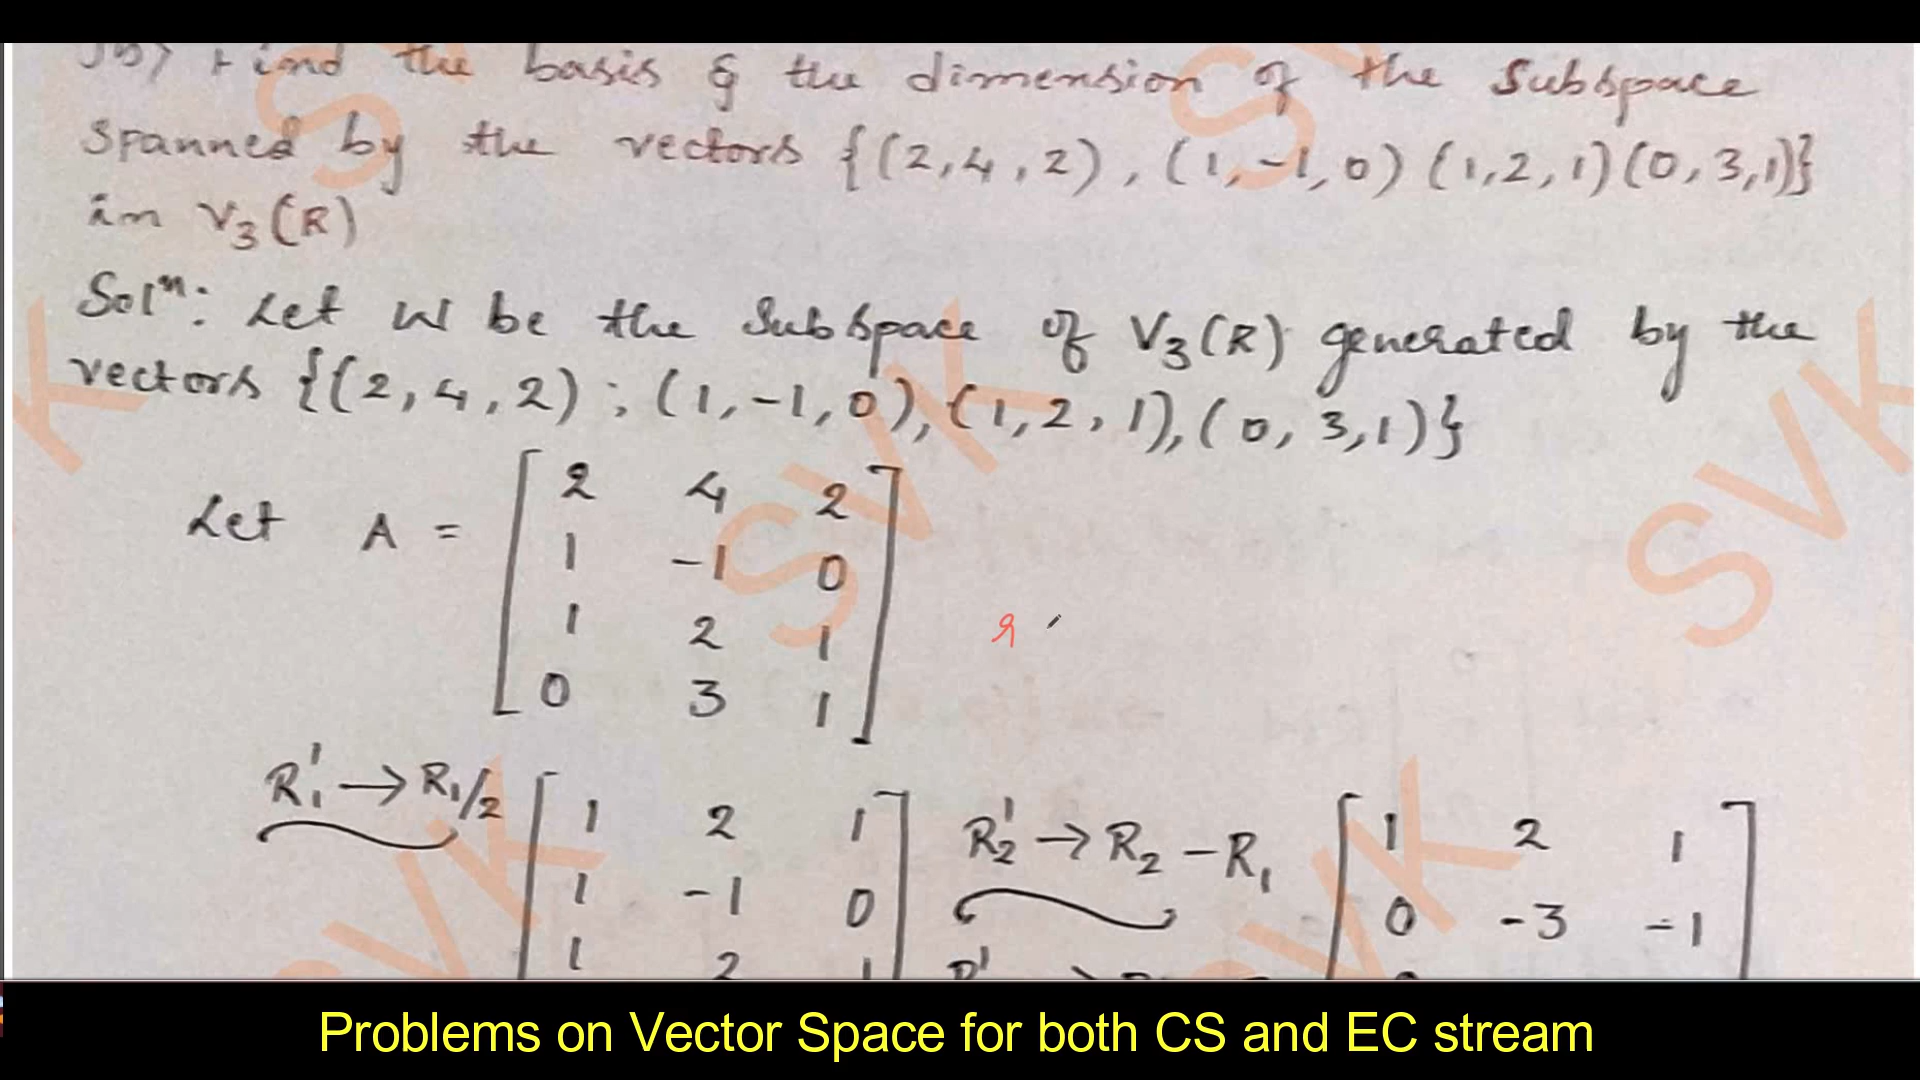 Find the basis & the dimension of the Subspace
Spanned by the vectors {(2,4,2), (1,-1,0) (1,2,1) (0,3,1)}
in V₃(R)
Solⁿ: Let W be the Subspace of V₃(R) generated by the
vectors {(2,4,2); (1,-1,0), (1,2,1), (0,3,1)}
Let A = [2 4 2
1 -1 0
1 2 1
0 3 1]
R₁' → R₁/2 [1 2 1 R₂' → R₂ - R₁ [1 2 1
1 -1 0 0 -3 -1
1 2 1
SVK
Problems on Vector Space for both CS and EC stream